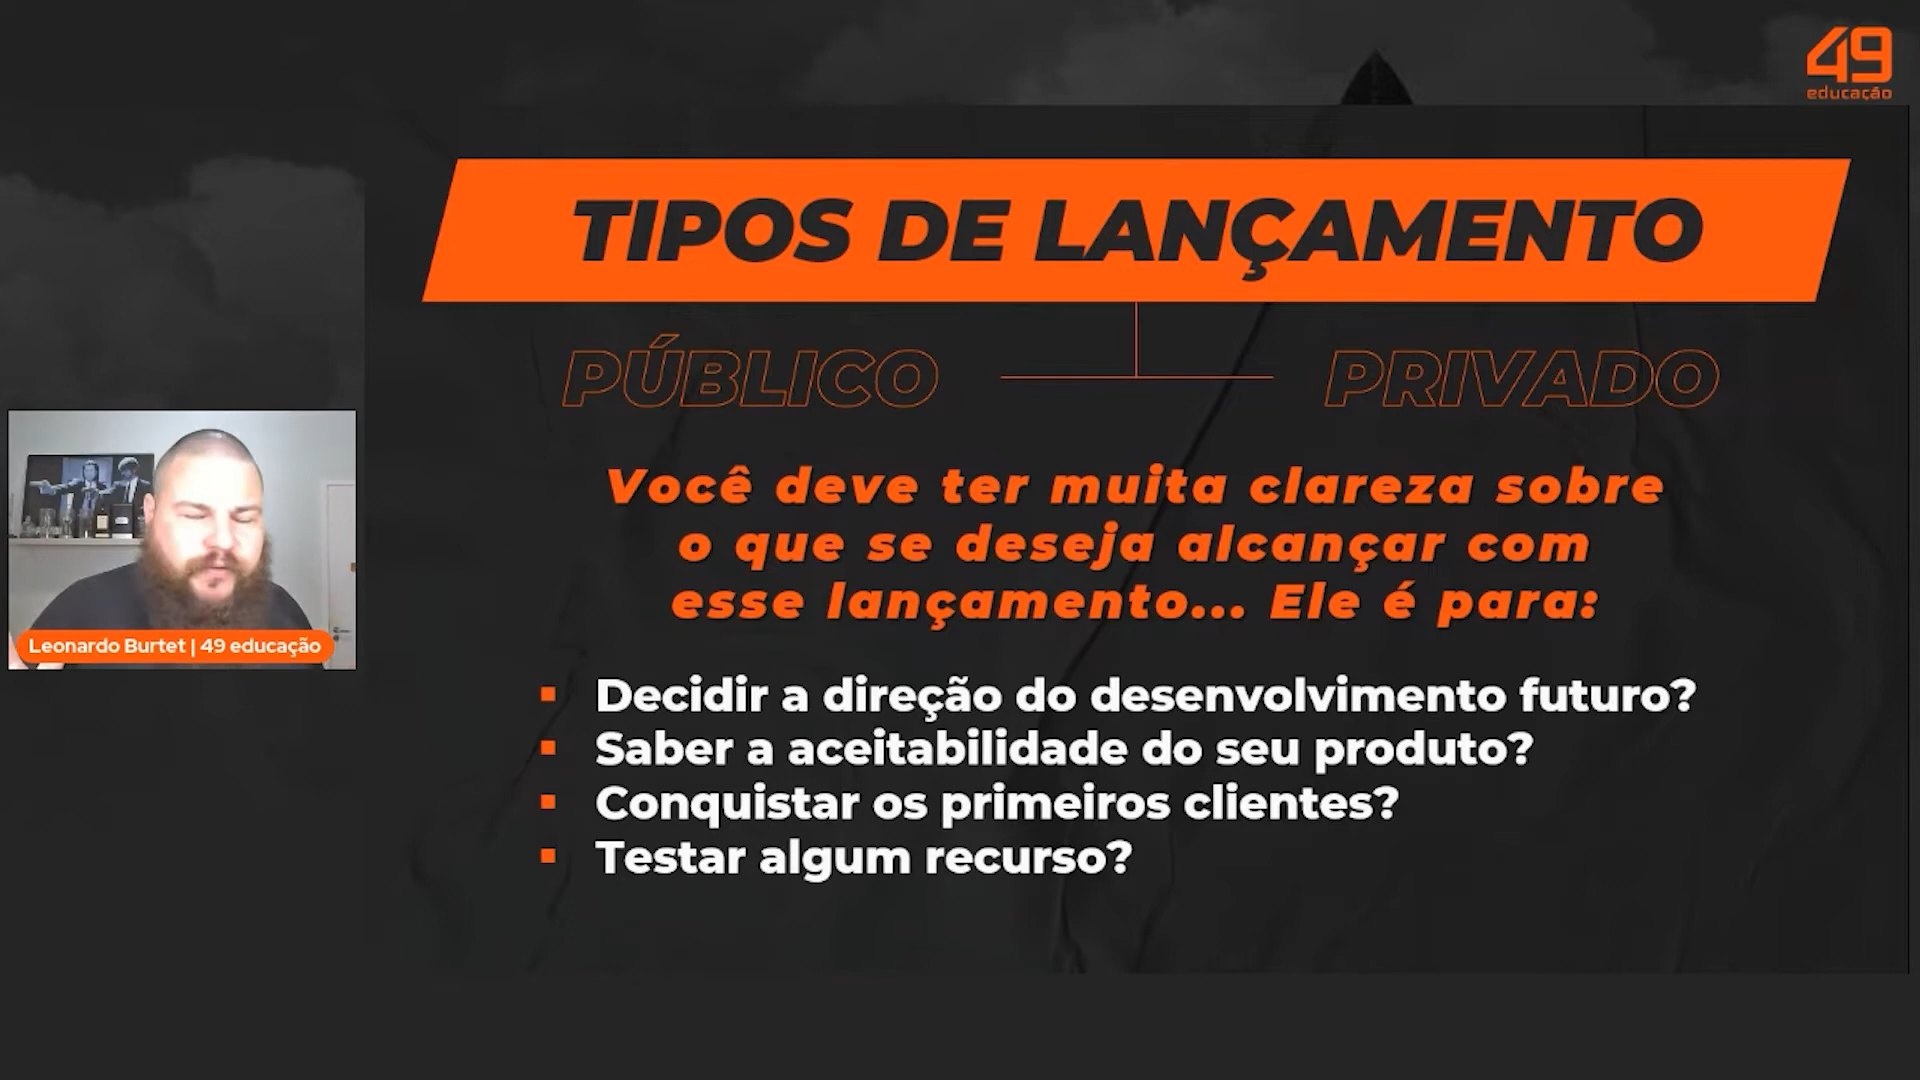 49
educação
TIPOS DE LANÇAMENTO
PÚBLICO
PRIVADO
Você deve ter muita clareza sobre
o que se deseja alcançar com
esse lançamento... Ele é para:
Decidir a direção do desenvolvimento futuro?
Saber a aceitabilidade do seu produto?
Conquistar os primeiros clientes?
Testar algum recurso?
Leonardo Burtet | 49 educação